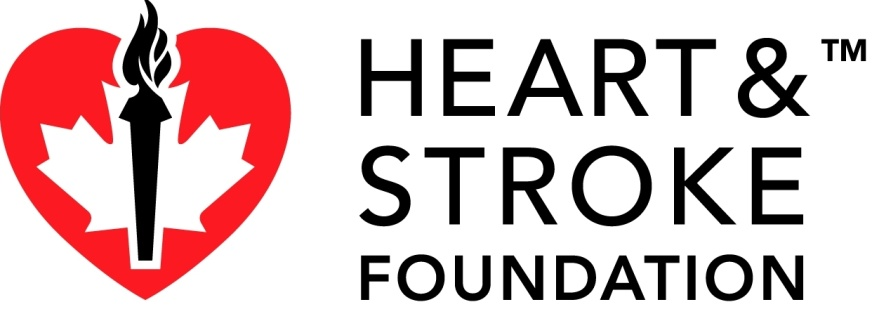 HEART & ™
STROKE
FOUNDATION